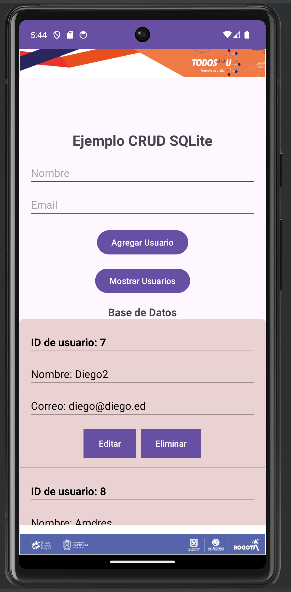 5:44
TODOS
U
Ejemplo CRUD SQLite
Nombre
Email
Agregar Usuario
Mostrar Usuarios
Base de Datos
ID de usuario: 7
Nombre: Diego2
Correo: diego@diego.ed
Editar
Eliminar
ID de usuario: 8
Nombre: Amdres
BOGOTÁ